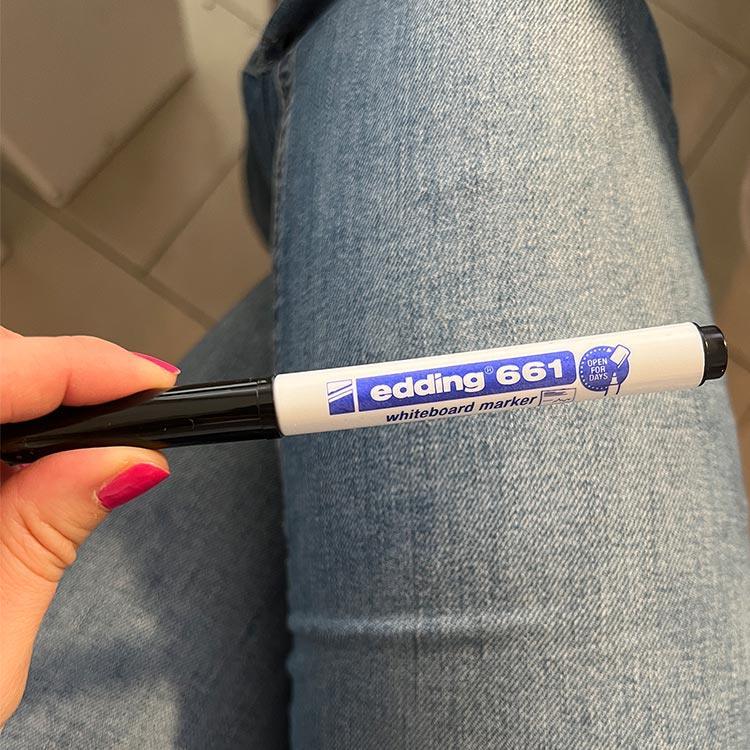 edding® 661
whiteboard marker
OPEN
FOR
DAYS